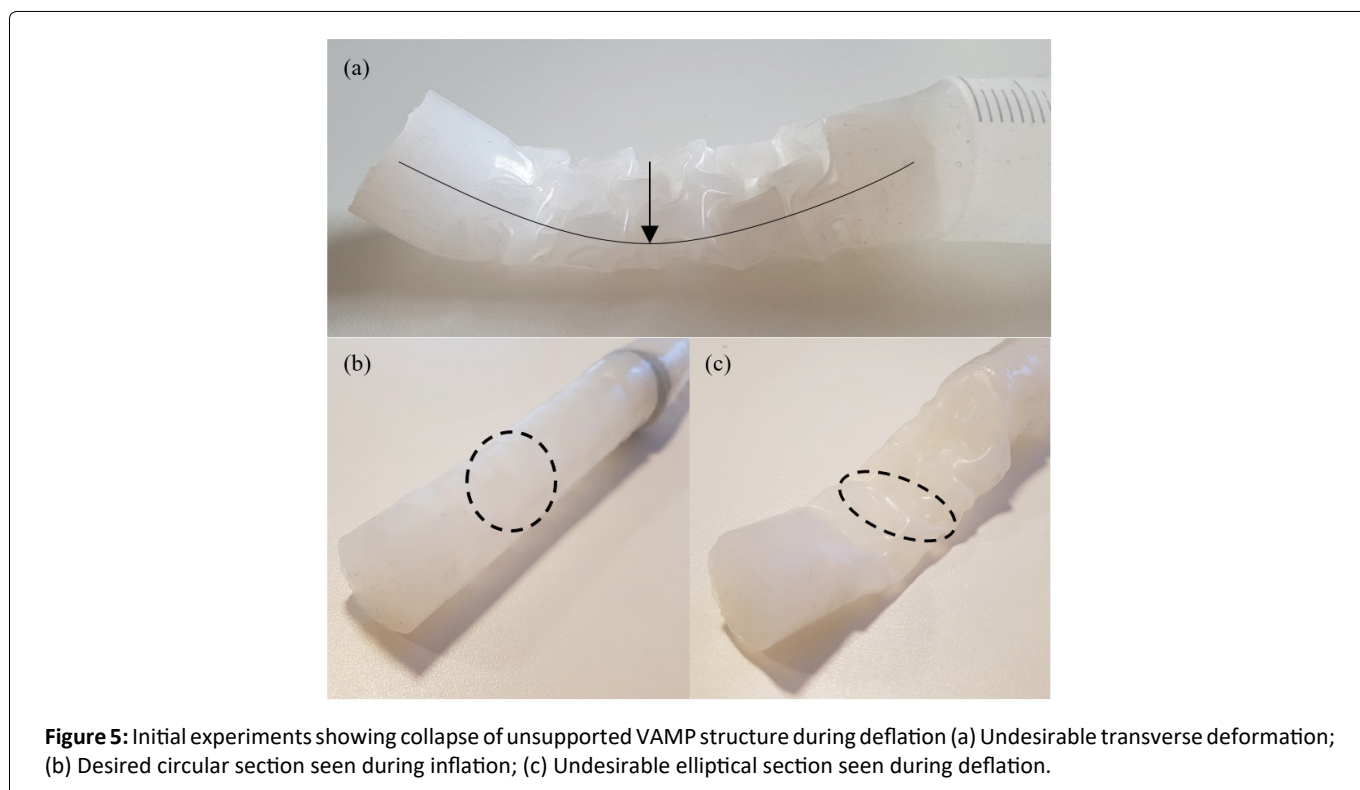 (a)
(b)
(c)
Figure 5: Initial experiments showing collapse of unsupported VAMP structure during deflation (a) Undesirable transverse deformation;
(b) Desired circular section seen during inflation; (c) Undesirable elliptical section seen during deflation.